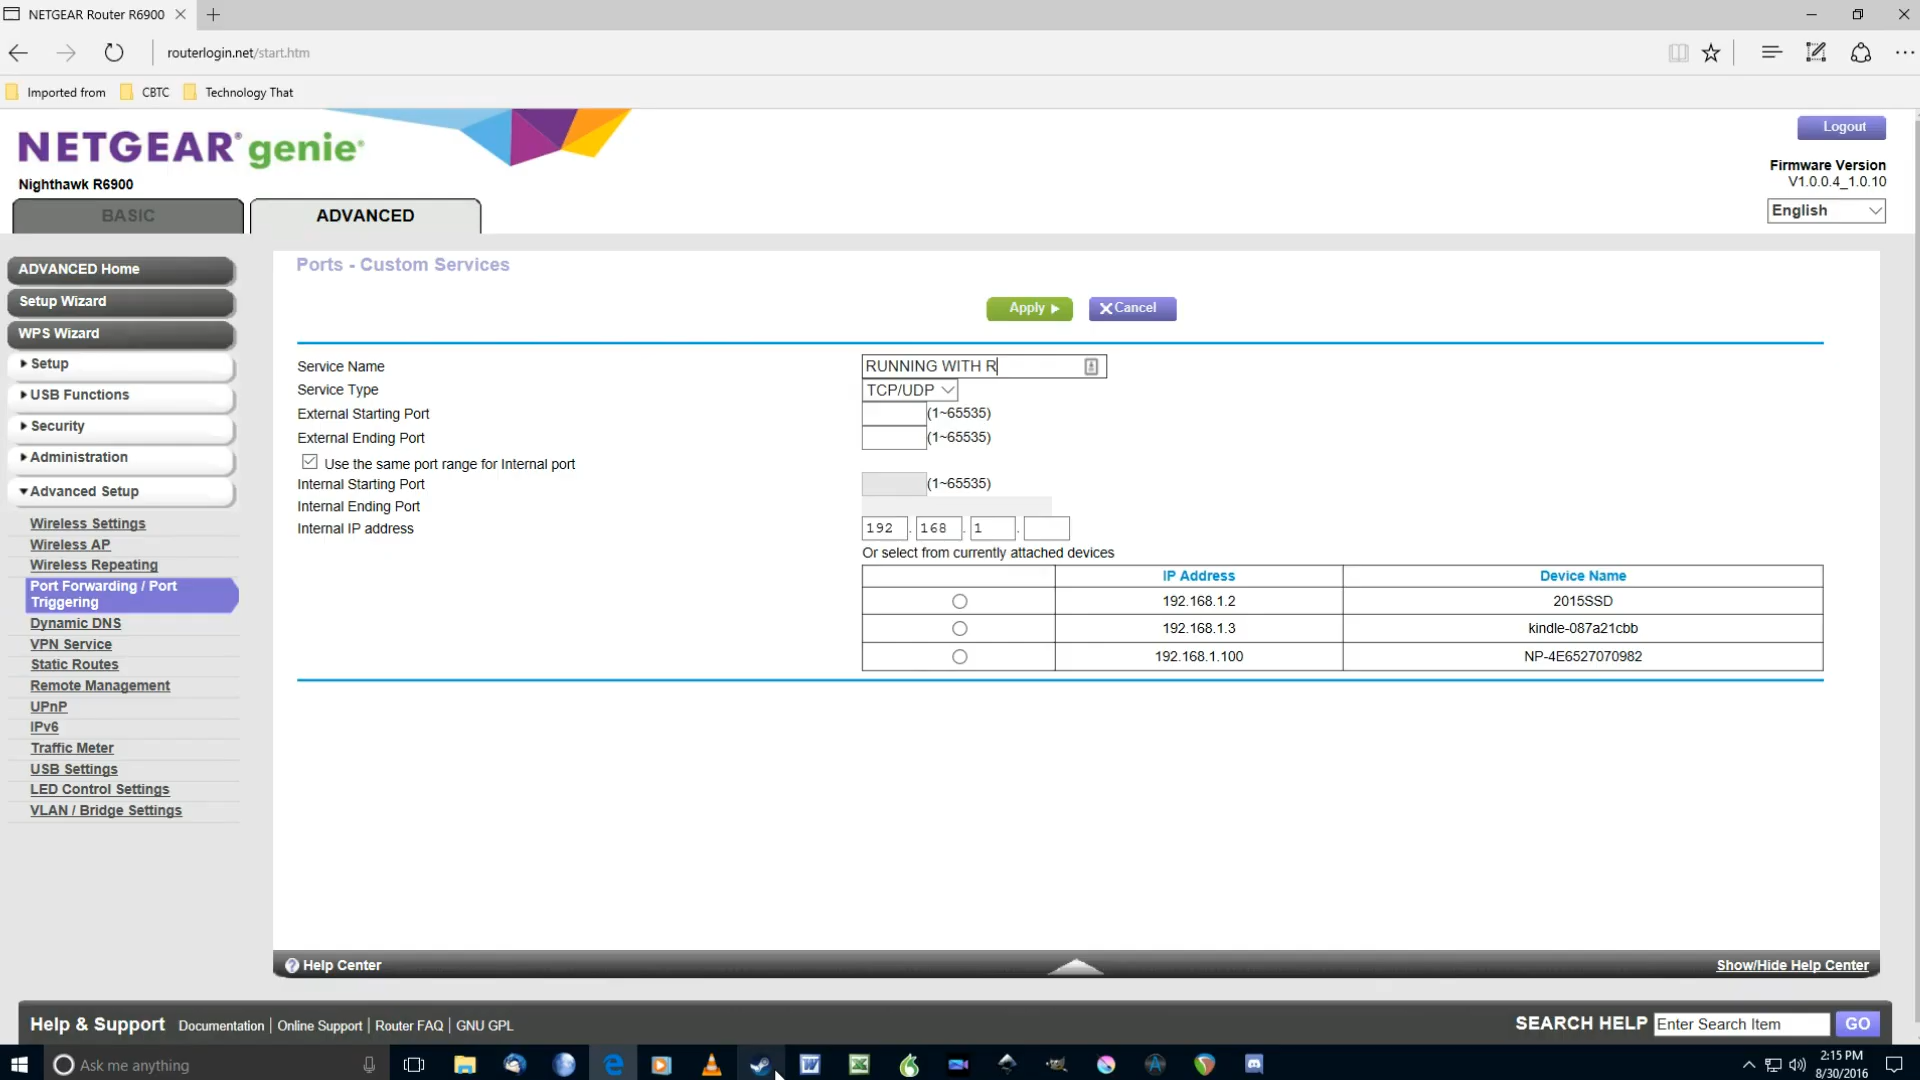 NETGEAR Router R6900
routerlogin.net/start.htm
Imported from CBTC Technology That
NETGEAR® genie®
Logout
Nighthawk R6900
Firmware Version
V1.0.0.4_1.0.10
BASIC
ADVANCED
English
ADVANCED Home
Setup Wizard
WPS Wizard
Setup
USB Functions
Security
Administration
Advanced Setup
Wireless Settings
Wireless AP
Wireless Repeating
Port Forwarding / Port
Triggering
Dynamic DNS
VPN Service
Static Routes
Remote Management
UPnP
IPv6
Traffic Meter
USB Settings
LED Control Settings
VLAN / Bridge Settings
Ports - Custom Services
Apply
Cancel
Service Name RUNNING WITH R
Service Type TCP/UDP
External Starting Port (1~65535)
External Ending Port (1~65535)
Use the same port range for Internal port
Internal Starting Port (1~65535)
Internal Ending Port
Internal IP address 192 . 168 . 1 .
Or select from currently attached devices
IP Address Device Name
192.168.1.2 2015SSD
192.168.1.3 kindle-087a21cbb
192.168.1.100 NP-4E6527070982
Help Center
Show/Hide Help Center
Help & Support Documentation | Online Support | Router FAQ | GNU GPL
SEARCH HELP Enter Search Item GO
Ask me anything
2:15 PM
8/30/2016